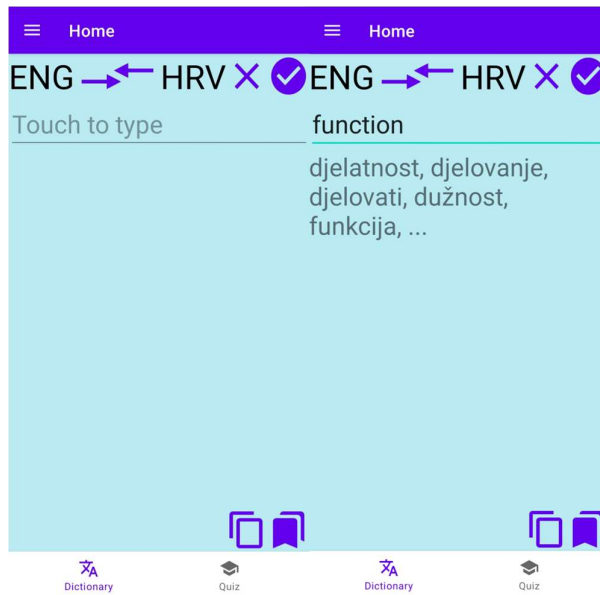 Home
ENG HRV
Touch to type
Dictionary Quiz
Home
ENG HRV
function
djelatnost, djelovanje,
djelovati, dužnost,
funkcija, ...
Dictionary Quiz